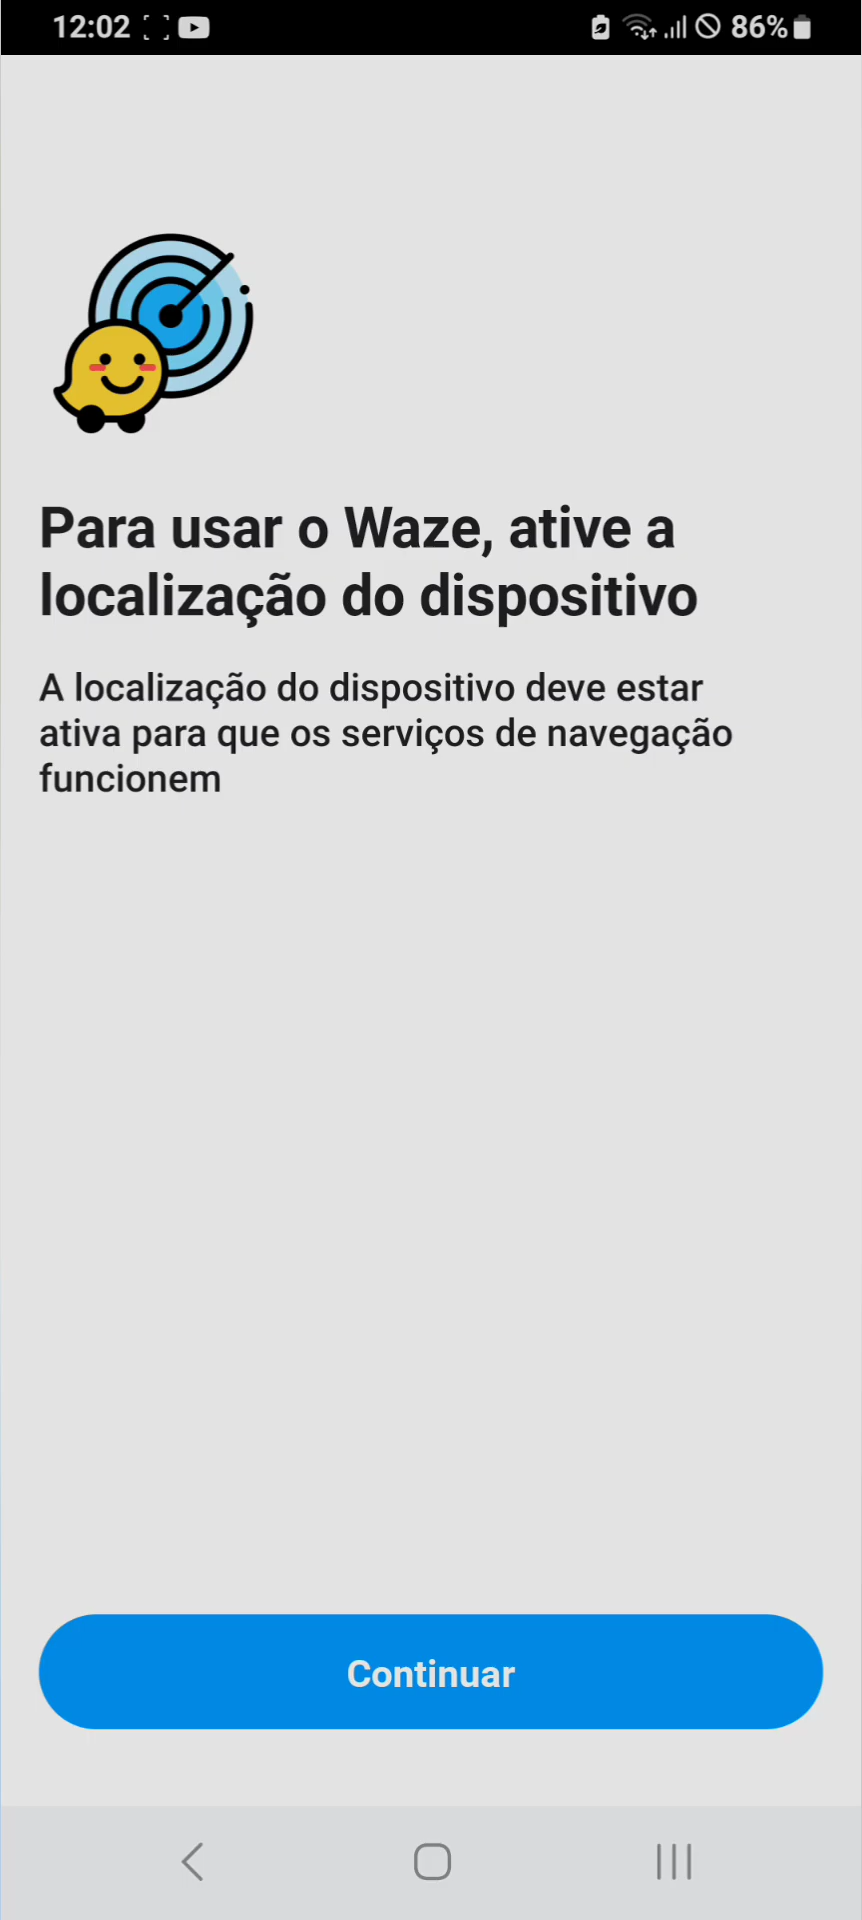 12:02 86%
Para usar o Waze, ative a
localização do dispositivo
A localização do dispositivo deve estar
ativa para que os serviços de navegação
funcionem
Continuar